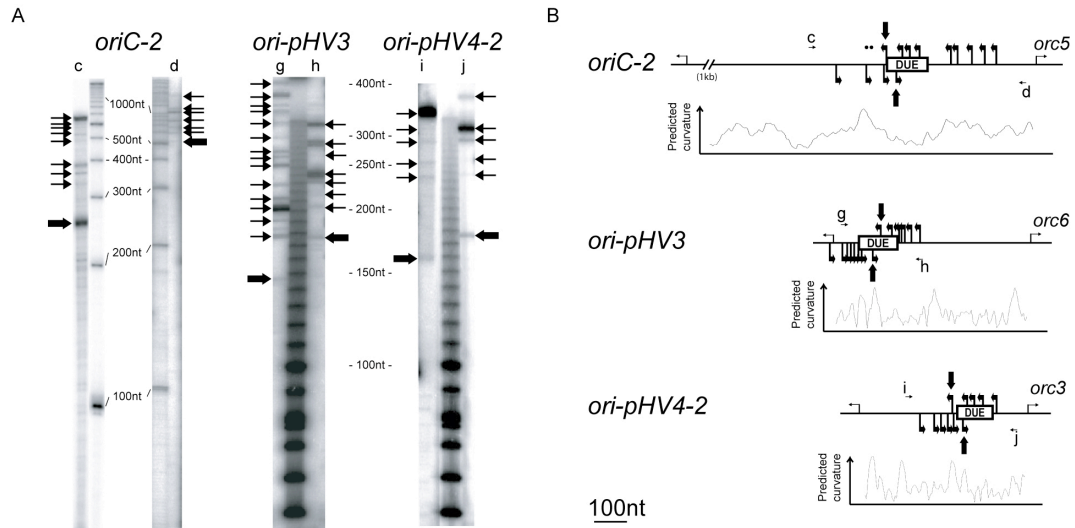 A
oriC-2
c
d
1000nt
500nt
400nt
300nt
200nt
100nt
ori-pHV3
g
h
ori-pHV4-2
i
j
- 400nt -
- 300nt -
- 250nt -
- 200nt -
- 150nt -
- 100nt -
B
oriC-2
c
orc5
DUE
(1kb)
d
Predicted
curvature
ori-pHV3
g
orc6
DUE
h
Predicted
curvature
ori-pHV4-2
i
orc3
DUE
j
Predicted
curvature
100nt